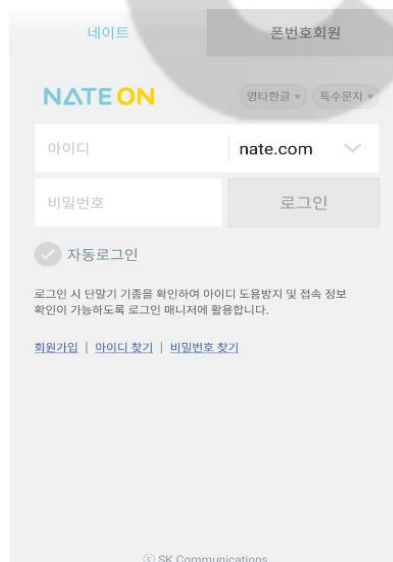 네이트 폰번호회원
NATE ON 영타한글 특수문자
아이디 nate.com
비밀번호 로그인
자동로그인
로그인 시 단말기 기종을 확인하여 아이디 도용방지 및 접속 정보
확인이 가능하도록 로그인 매니저에 활용합니다.
회원가입 | 아이디 찾기 | 비밀번호 찾기
ⓒ SK Communications